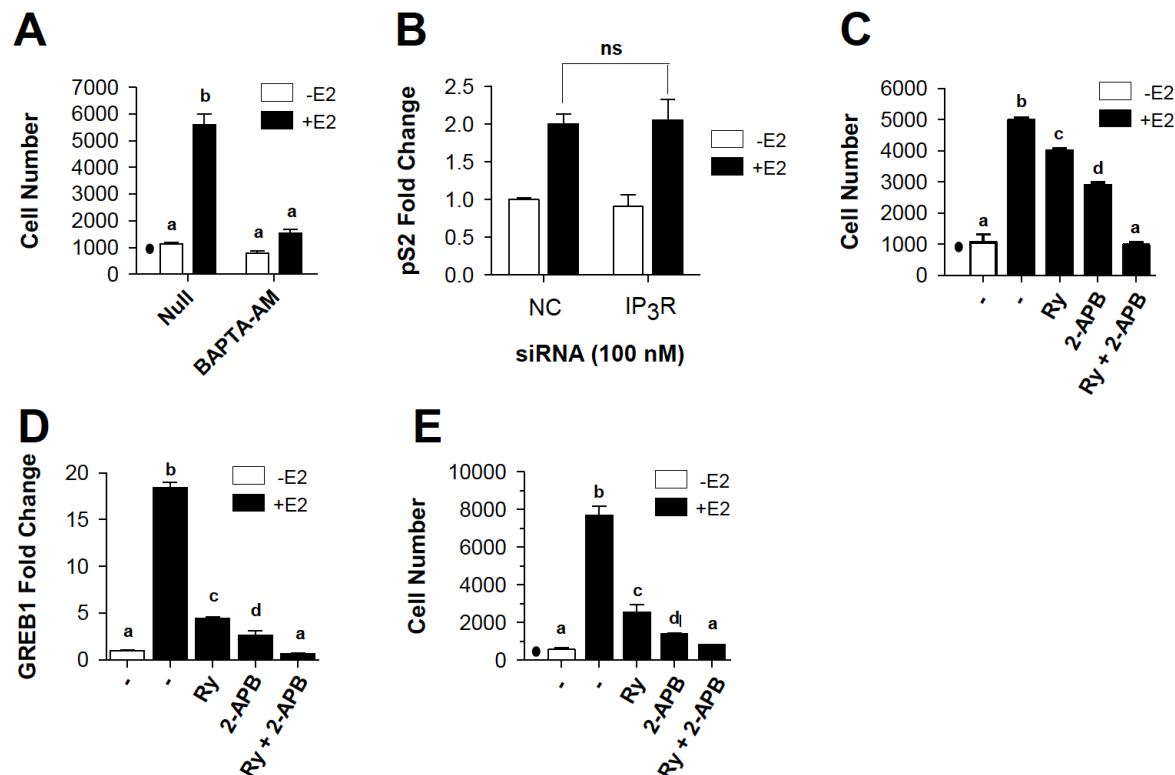 A
Cell Number
7000
6000
5000
4000
3000
2000
1000
0
a
b
a
a
-E2
+E2
Null
BAPTA-AM
B
ns
pS2 Fold Change
2.5
2.0
1.5
1.0
0.5
0.0
-E2
+E2
NC
IP3R
siRNA (100 nM)
C
Cell Number
6000
5000
4000
3000
2000
1000
0
a
b
c
d
a
-E2
+E2
-
-
Ry
2-APB
Ry + 2-APB
D
GREB1 Fold Change
20
15
10
5
0
a
b
c
d
a
-E2
+E2
-
-
Ry
2-APB
Ry + 2-APB
E
Cell Number
10000
8000
6000
4000
2000
0
a
b
c
d
a
-E2
+E2
-
-
Ry
2-APB
Ry + 2-APB